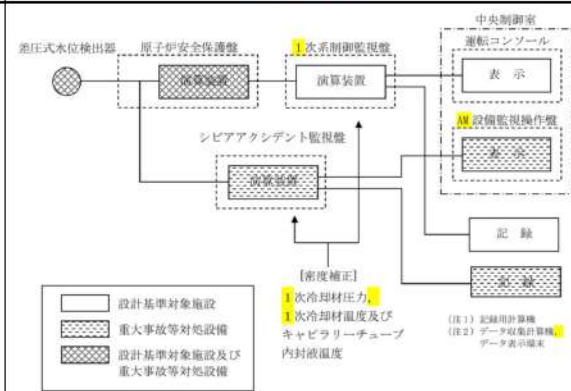 中央制御室
差圧式水位検出器
原子炉安全保護盤
1次系制御監視盤
運転コンソール
演算装置
演算装置
表 示
シビアアクシデント監視盤
AM設備監視操作盤
演算装置
表 示
記 録
[密度補正]
1次冷却材圧力、
1次冷却材温度及び
キャピラリーチューブ
内封液温度
記 録
(注1)記録用計算機
(注2)データ収集計算機、
データ表示端末
設計基準対象施設
重大事故等対処設備
設計基準対象施設及び
重大事故等対処設備